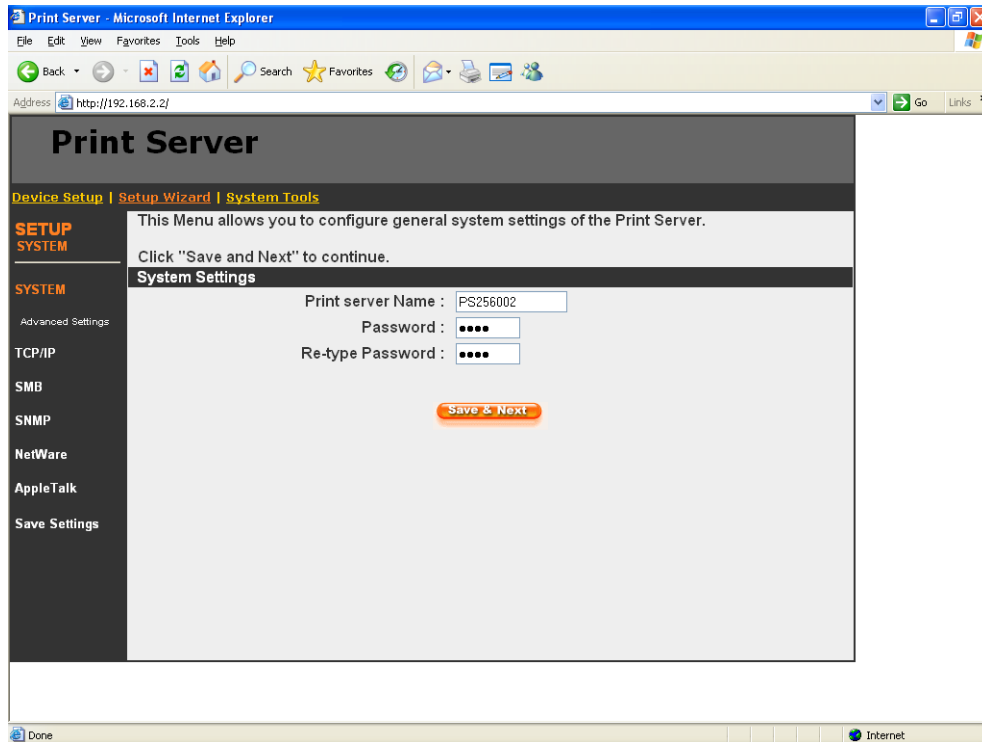 Print Server - Microsoft Internet Explorer
File Edit View Favorites Tools Help
Back Search Favorites
Address http://192.168.2.2/ Go Links
Print Server
Device Setup | Setup Wizard | System Tools
SETUP
SYSTEM
SYSTEM
Advanced Settings
TCP/IP
SMB
SNMP
NetWare
AppleTalk
Save Settings
This Menu allows you to configure general system settings of the Print Server.
Click "Save and Next" to continue.
System Settings
Print server Name : PS256002
Password : ••••
Re-type Password : ••••
Save & Next
Done Internet